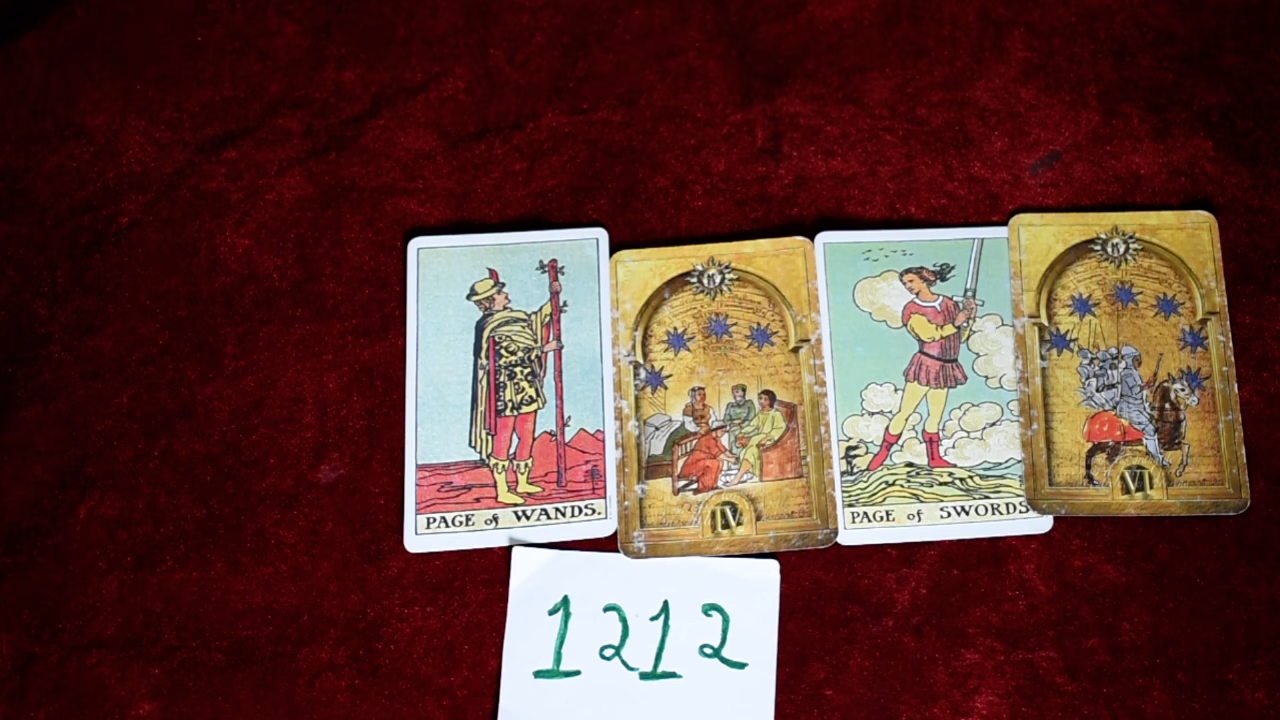 PAGE of WANDS.
IV
PAGE of SWORDS.
VI
1212